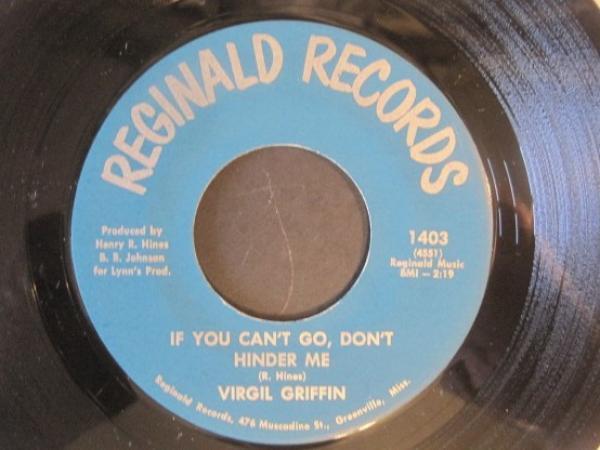 REGINALD RECORDS
Produced by
Henry R. Hines
B. B. Johnson
for Lynn's Prod.
1403
(4551)
Reginald Music
BMI — 2:19
IF YOU CAN'T GO, DON'T
HINDER ME
(R. Hines)
VIRGIL GRIFFIN
Reginald Records, 476 Muscadine St., Greenville, Miss.